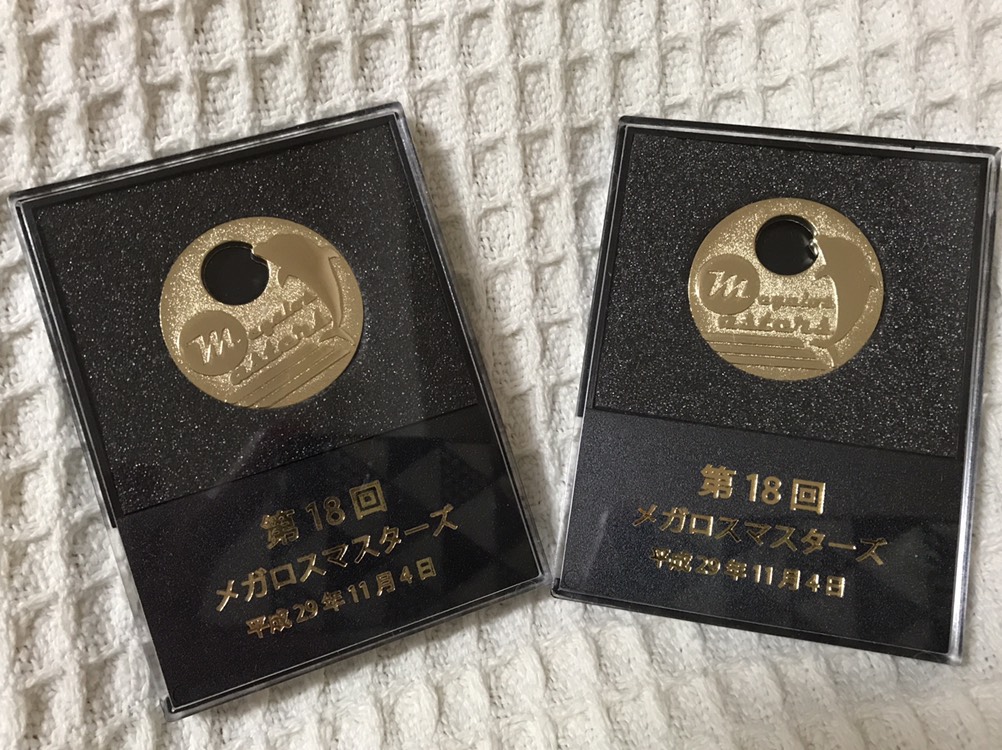 m
第18回
メガロスマスターズ
平成29年11月4日
m
第18回
メガロスマスターズ
平成29年11月4日